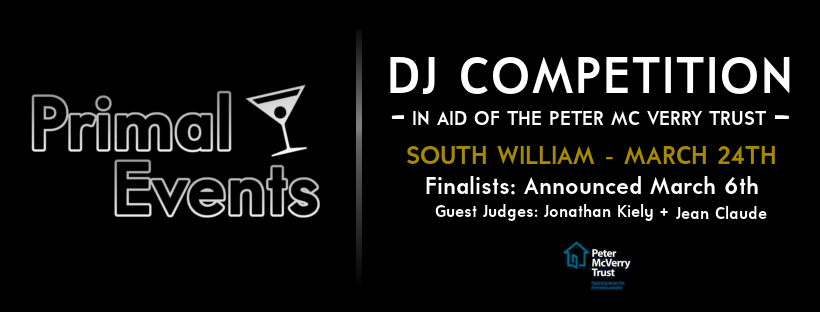 Primal
Events
DJ COMPETITION
- IN AID OF THE PETER MC VERRY TRUST -
SOUTH WILLIAM - MARCH 24TH
Finalists: Announced March 6th
Guest Judges: Jonathan Kiely + Jean Claude
Peter
McVerry
Trust